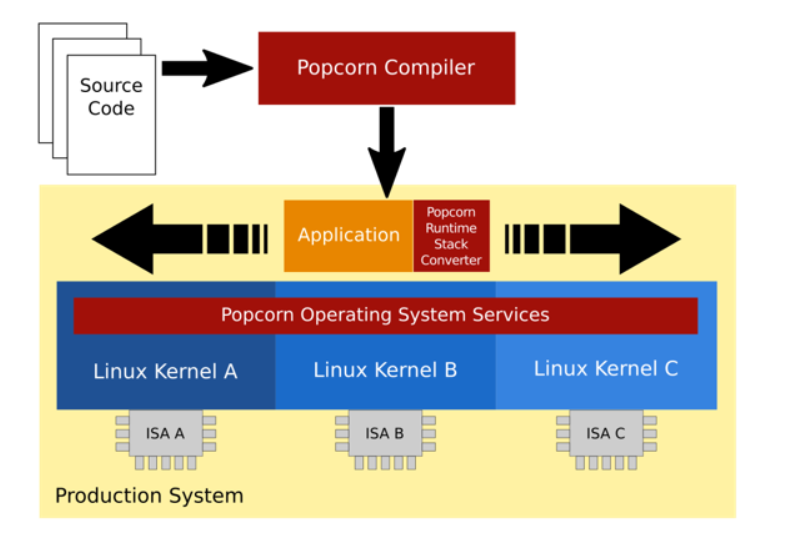 Source
Code
Popcorn Compiler
Application
Popcorn
Runtime
Stack
Converter
Popcorn Operating System Services
Linux Kernel A
Linux Kernel B
Linux Kernel C
ISA A
ISA B
ISA C
Production System